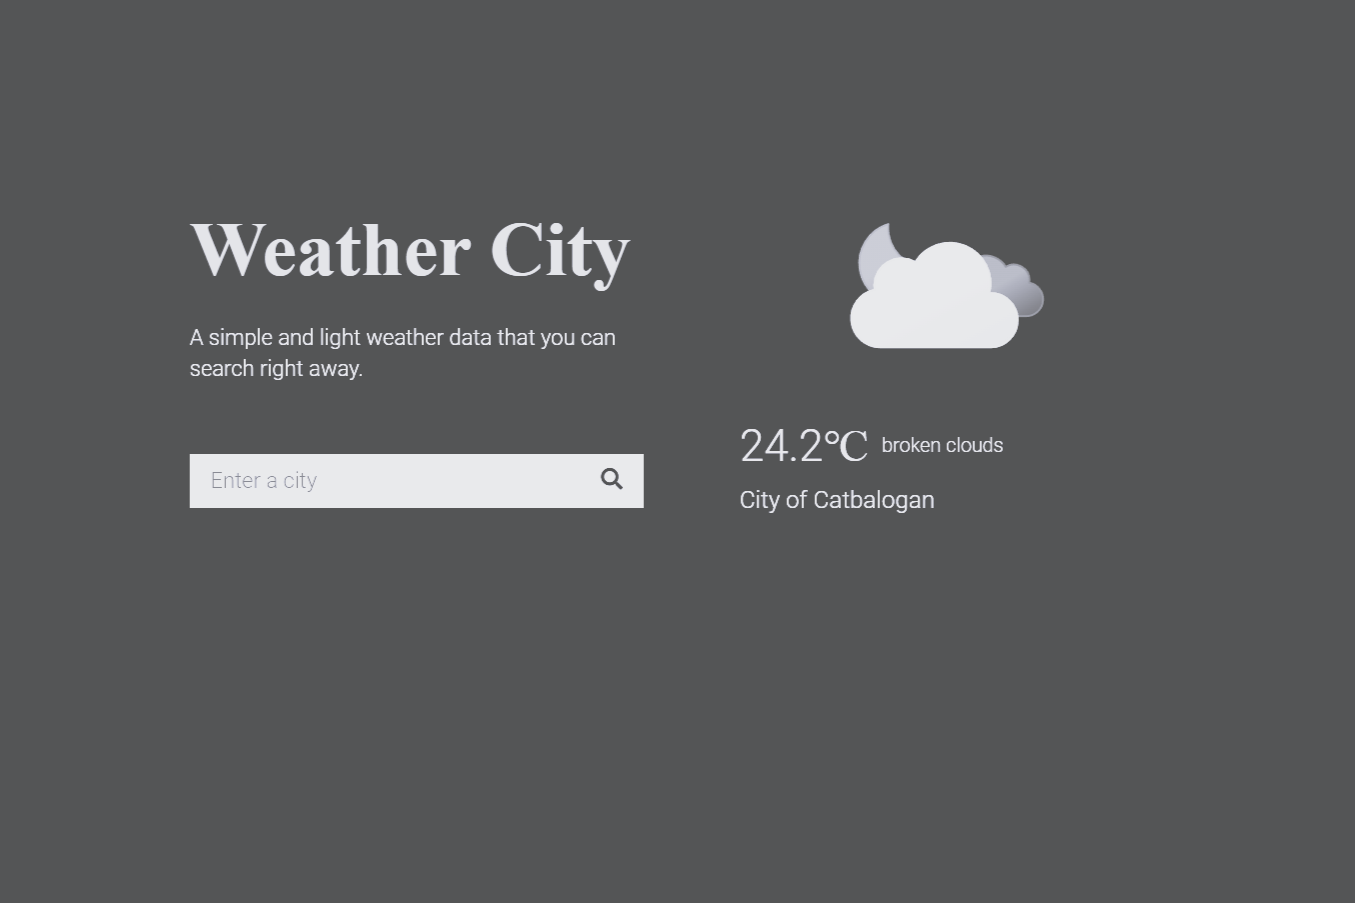 Weather City
A simple and light weather data that you can
search right away.
Enter a city
24.2℃ broken clouds
City of Catbalogan